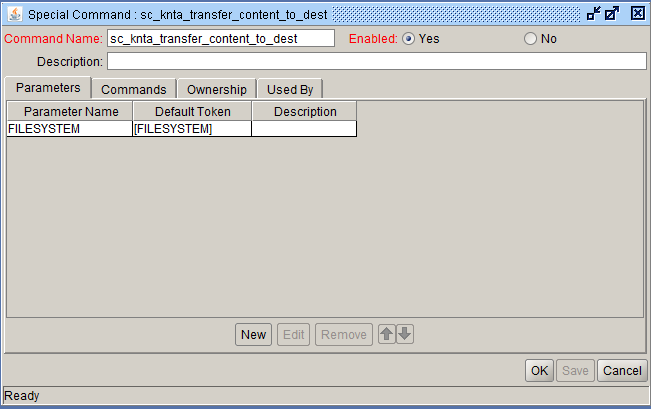 Special Command : sc_knta_transfer_content_to_dest
Command Name: sc_knta_transfer_content_to_dest Enabled: Yes No
Description:
Parameters Commands Ownership Used By
Parameter Name Default Token Description
FILESYSTEM [FILESYSTEM]
New Edit Remove
OK Save Cancel
Ready